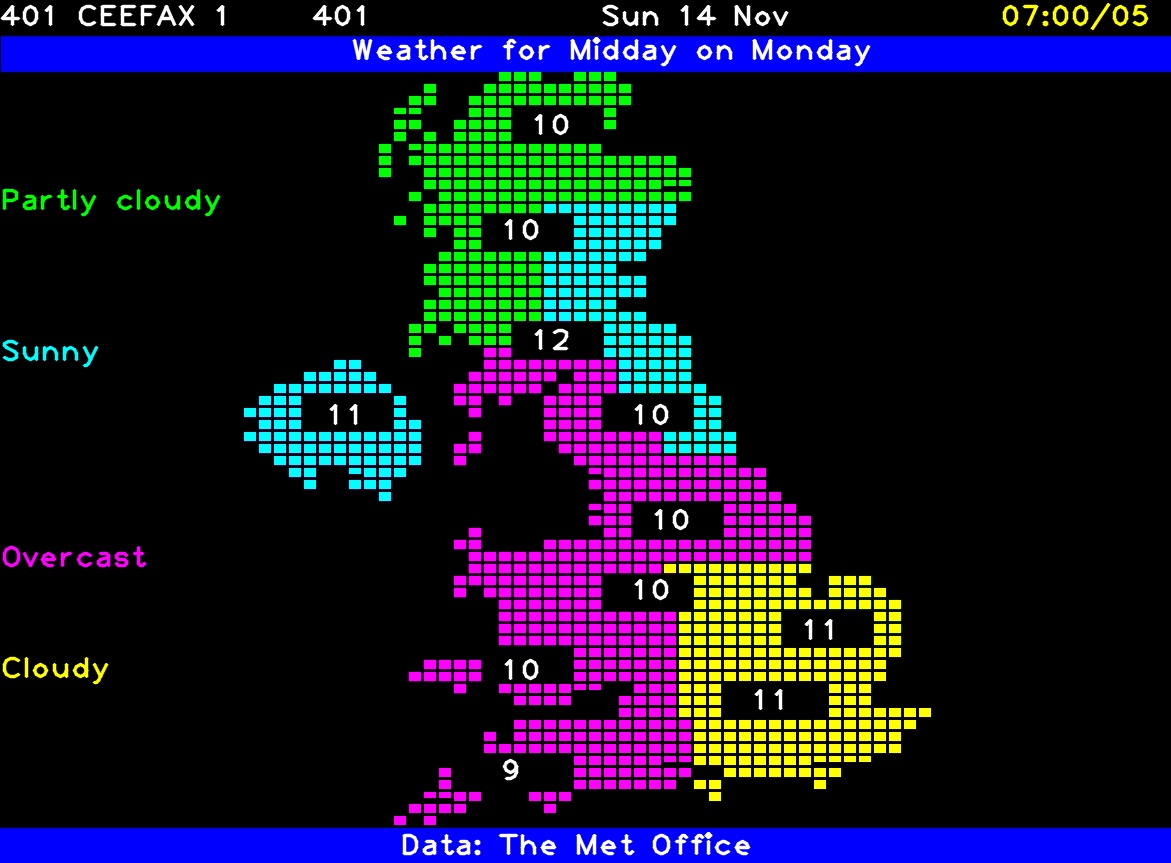 401 CEEFAX 1 401 Sun 14 Nov 07:00/05
Weather for Midday on Monday
10
Partly cloudy
10
12
Sunny
11
10
10
Overcast
10
11
10
Cloudy
11
9
Data: The Met Office